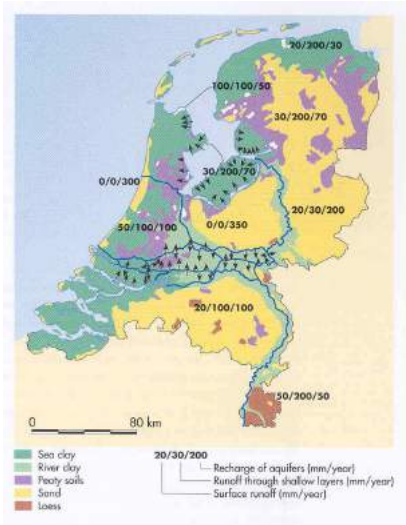 20/200/30
100/100/50
30/200/70
30/200/70
0/0/300
20/30/200
0/0/350
50/100/100
20/100/100
50/200/50
0 80 km
Sea clay
River clay
Peaty soils
Sand
Loess
20/30/200
Recharge of aquifers (mm/year)
Runoff through shallow layers (mm/year)
Surface runoff (mm/year)